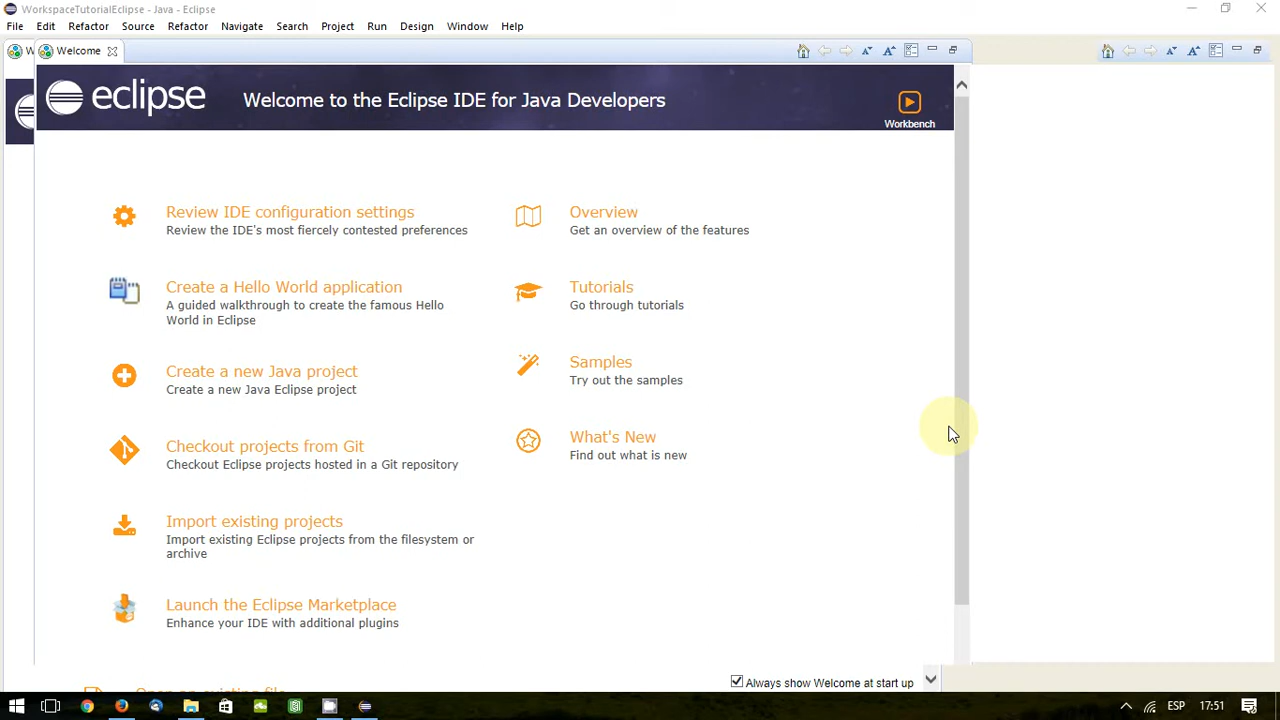 WorkspaceTutorialEclipse - Java - Eclipse
File Edit Refactor Source Refactor Navigate Search Project Run Design Window Help
W
Welcome
eclipse
Welcome to the Eclipse IDE for Java Developers
Workbench
Review IDE configuration settings
Review the IDE's most fiercely contested preferences
Overview
Get an overview of the features
Create a Hello World application
A guided walkthrough to create the famous Hello
World in Eclipse
Tutorials
Go through tutorials
Create a new Java project
Create a new Java Eclipse project
Samples
Try out the samples
Checkout projects from Git
Checkout Eclipse projects hosted in a Git repository
What's New
Find out what is new
Import existing projects
Import existing Eclipse projects from the filesystem or
archive
Launch the Eclipse Marketplace
Enhance your IDE with additional plugins
Open an existing file
Always show Welcome at start up
ESP 17:51